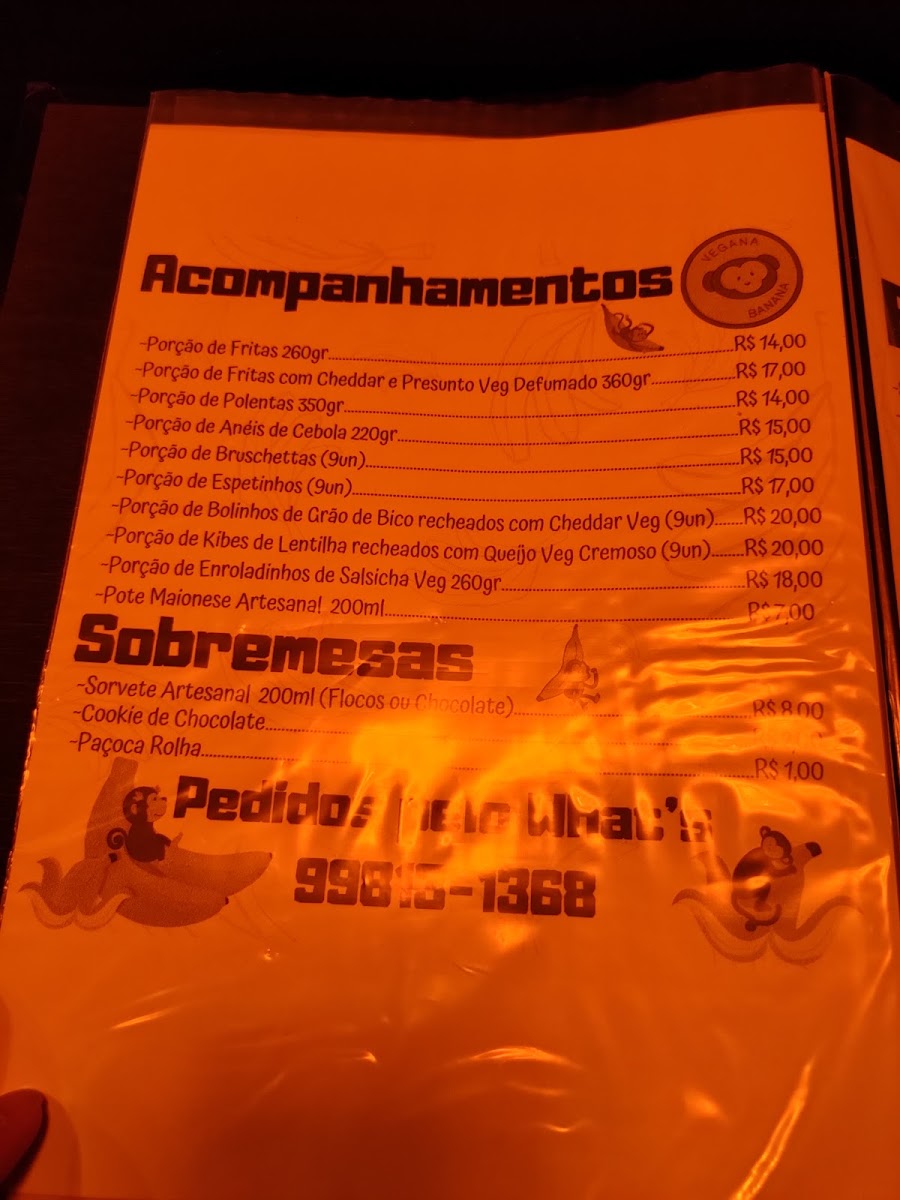 Acompanhamentos
VEGANA
BANANA
-Porção de Fritas 260gr........R$ 14,00
-Porção de Fritas com Cheddar e Presunto Veg Defumado 360gr........R$ 17,00
-Porção de Polentas 350gr........R$ 14,00
-Porção de Anéis de Cebola 220gr........R$ 15,00
-Porção de Bruschettas (9un)........R$ 15,00
-Porção de Espetinhos (9un)........R$ 17,00
-Porção de Bolinhos de Grão de Bico recheados com Cheddar Veg (9un)......R$ 20,00
-Porção de Kibes de Lentilha recheados com Queijo Veg Cremoso (9un)......R$ 20,00
-Porção de Enroladinhos de Salsicha Veg 260gr........R$ 18,00
-Pote Maionese Artesanal 200ml........R$ 7,00
Sobremesas
-Sorvete Artesanal 200ml (Flocos ou Chocolate)........R$ 8,00
-Cookie de Chocolate........
-Paçoca Rolha........R$ 1,00
Pedidos pelo What's
99815-1368